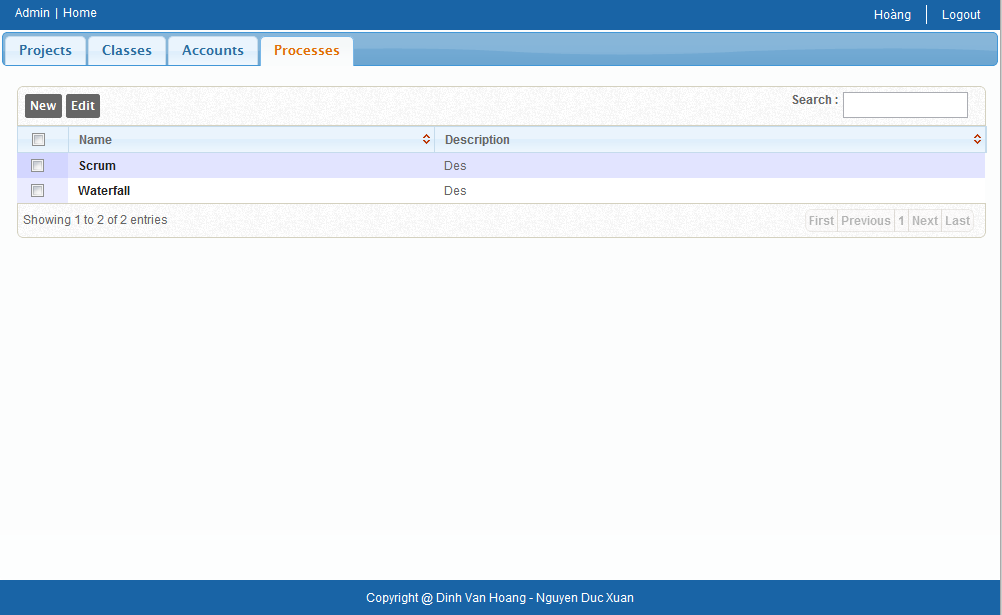 Admin | Home
Hoàng | Logout
Projects Classes Accounts Processes
New Edit Search :
Name Description
Scrum Des
Waterfall Des
Showing 1 to 2 of 2 entries First Previous 1 Next Last
Copyright @ Dinh Van Hoang - Nguyen Duc Xuan